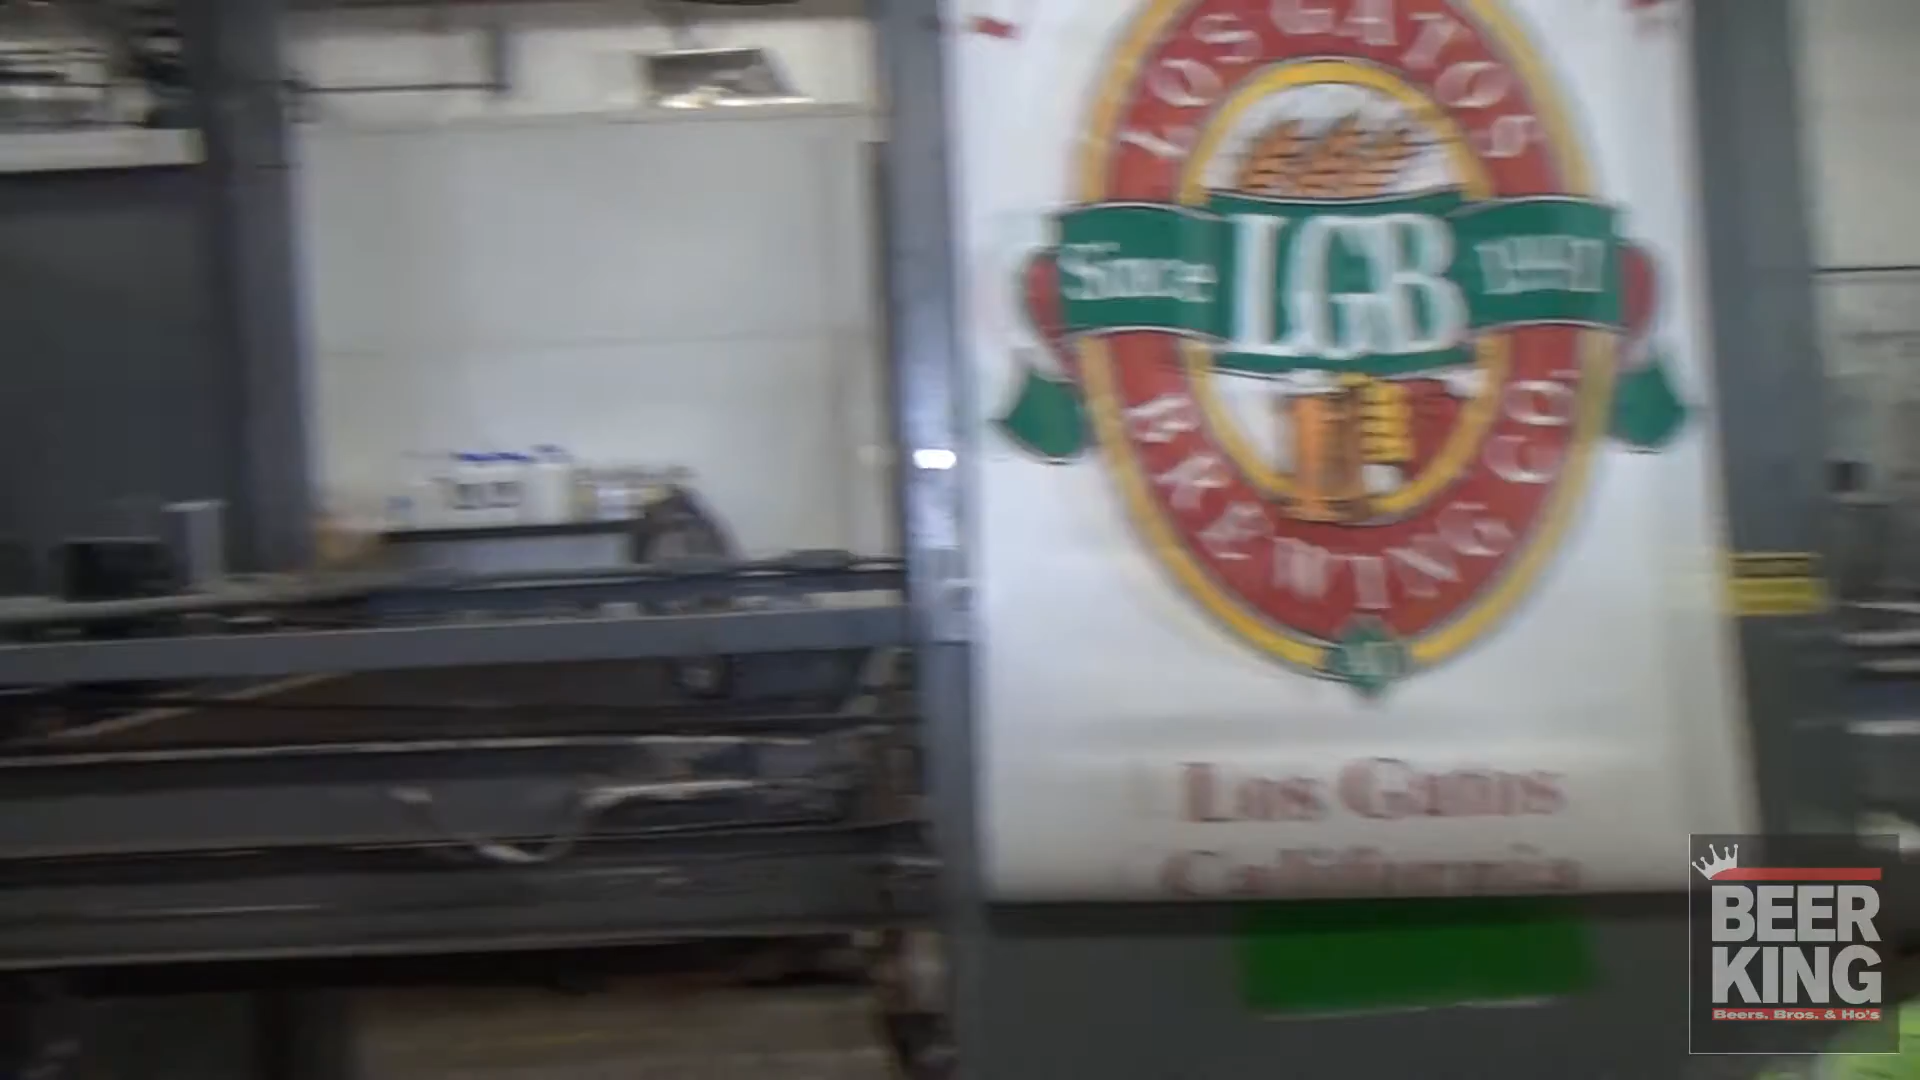 LOS GATOS
Since LGB
BREWING CO
Los Gatos
California
BEER
KING
Beers. Bros. & Ho's